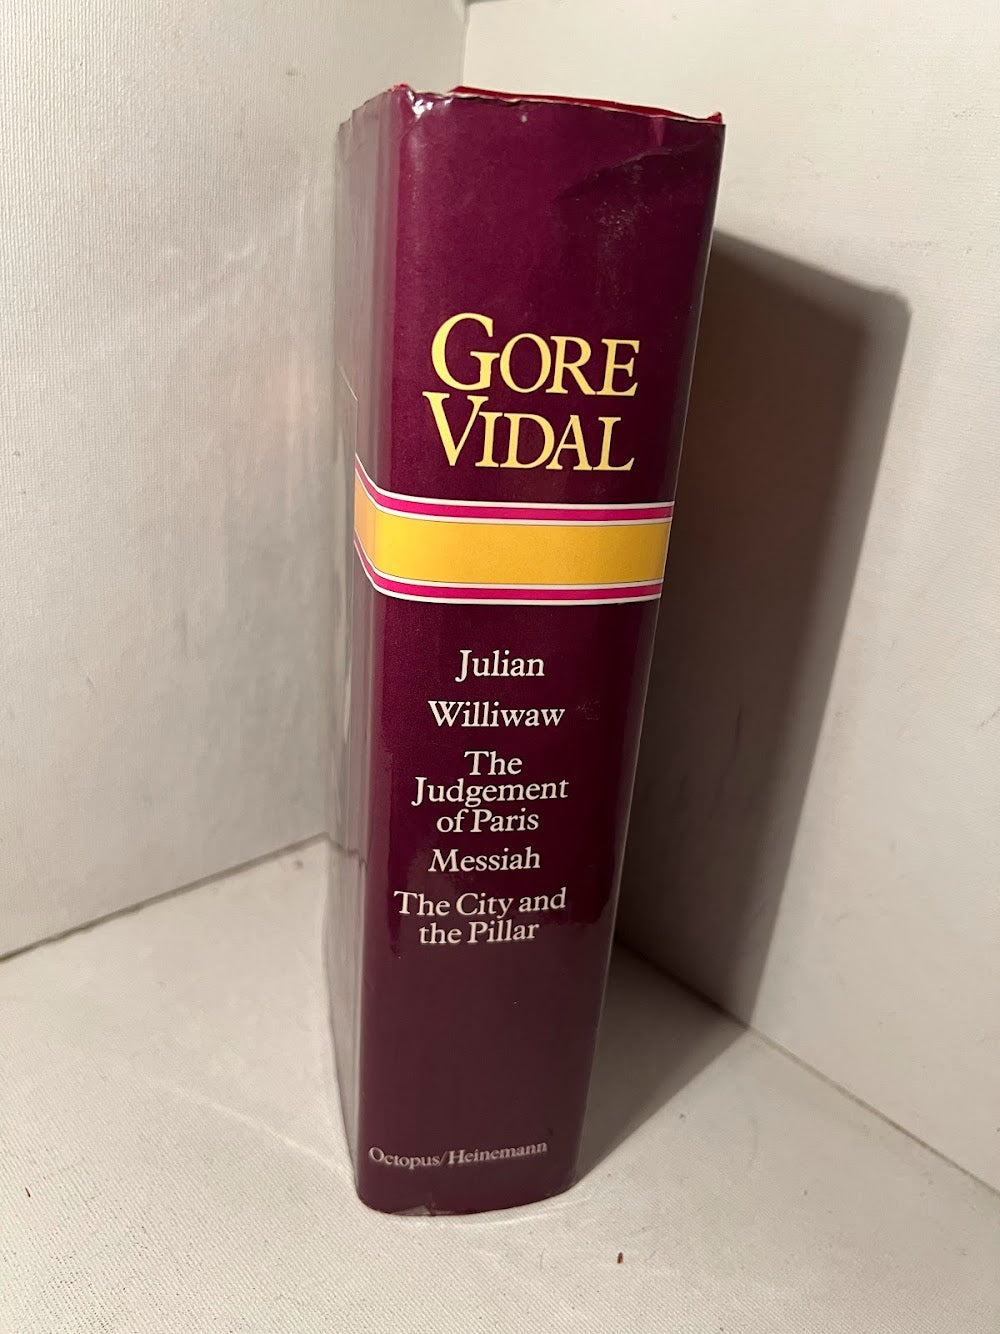 GORE
VIDAL
Julian
Williwaw
The
Judgement
of Paris
Messiah
The City and
the Pillar
Octopus/Heinemann